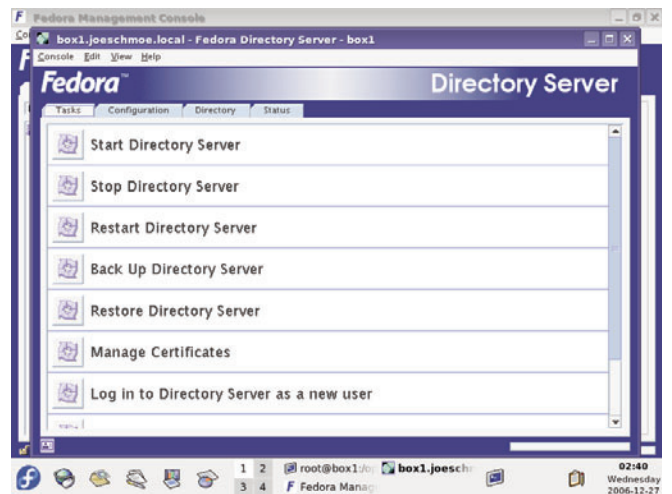 Fedora Management Console
box1.joeschmoe.local - Fedora Directory Server - box1
Console Edit View Help
Fedora™ Directory Server
Tasks Configuration Directory Status
Start Directory Server
Stop Directory Server
Restart Directory Server
Back Up Directory Server
Restore Directory Server
Manage Certificates
Log in to Directory Server as a new user
1 2 root@box1:/op box1.joesch 02:40
3 4 Fedora Manag Wednesday
2006-12-27